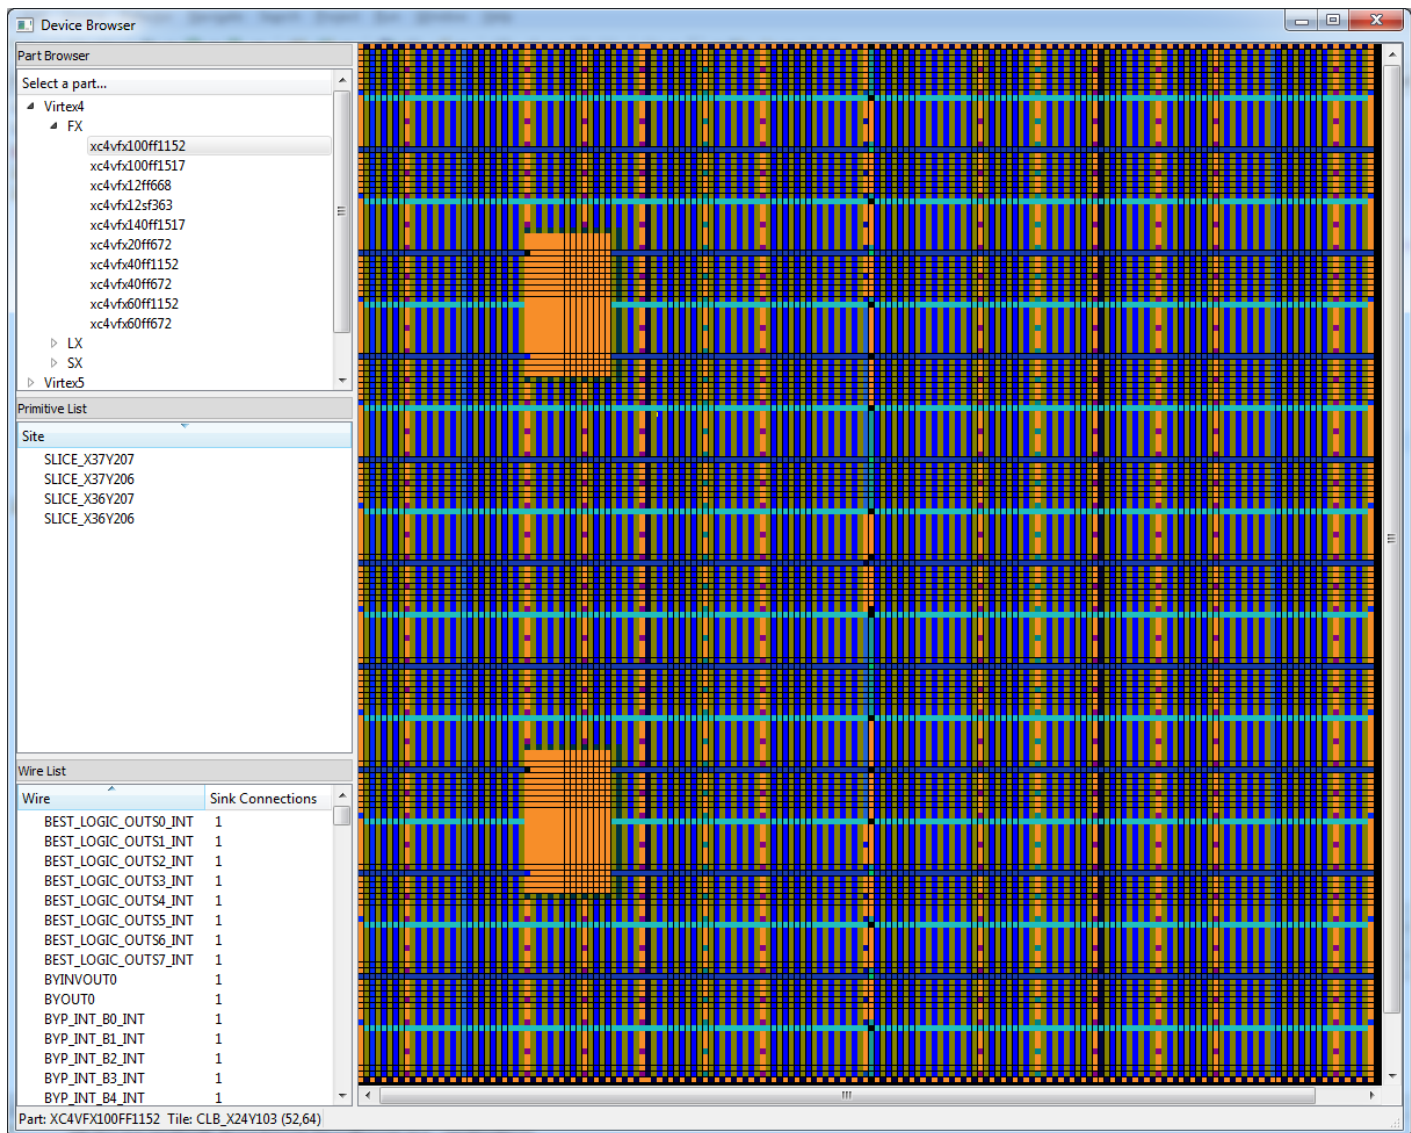 Device Browser
Part Browser
Select a part...
Virtex4
FX
xc4vfx100ff1152
xc4vfx100ff1517
xc4vfx12ff668
xc4vfx12sf363
xc4vfx140ff1517
xc4vfx20ff672
xc4vfx40ff1152
xc4vfx40ff672
xc4vfx60ff1152
xc4vfx60ff672
LX
SX
Virtex5
Primitive List
Site
SLICE_X37Y207
SLICE_X37Y206
SLICE_X36Y207
SLICE_X36Y206
Wire List
Wire Sink Connections
BEST_LOGIC_OUTS0_INT 1
BEST_LOGIC_OUTS1_INT 1
BEST_LOGIC_OUTS2_INT 1
BEST_LOGIC_OUTS3_INT 1
BEST_LOGIC_OUTS4_INT 1
BEST_LOGIC_OUTS5_INT 1
BEST_LOGIC_OUTS6_INT 1
BEST_LOGIC_OUTS7_INT 1
BYINVOUT0 1
BYOUT0 1
BYP_INT_B0_INT 1
BYP_INT_B1_INT 1
BYP_INT_B2_INT 1
BYP_INT_B3_INT 1
BYP_INT_B4_INT 1
Part: XC4VFX100FF1152 Tile: CLB_X24Y103 (52,64)